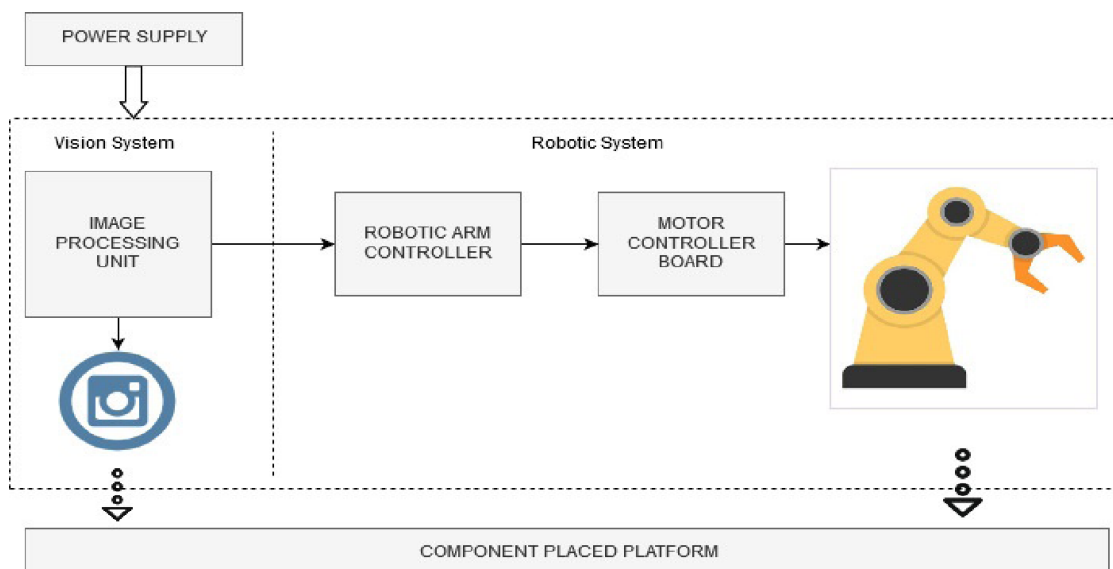 POWER SUPPLY
Vision System
Robotic System
IMAGE
PROCESSING
UNIT
ROBOTIC ARM
CONTROLLER
MOTOR
CONTROLLER
BOARD
COMPONENT PLACED PLATFORM